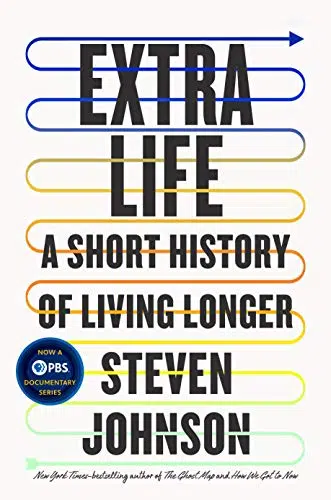 EXTRA
LIFE
A SHORT HISTORY
OF LIVING LONGER
STEVEN
JOHNSON
NOW A
PBS
DOCUMENTARY
SERIES
New York Times-bestselling author of The Ghost Map and How We Got to Now